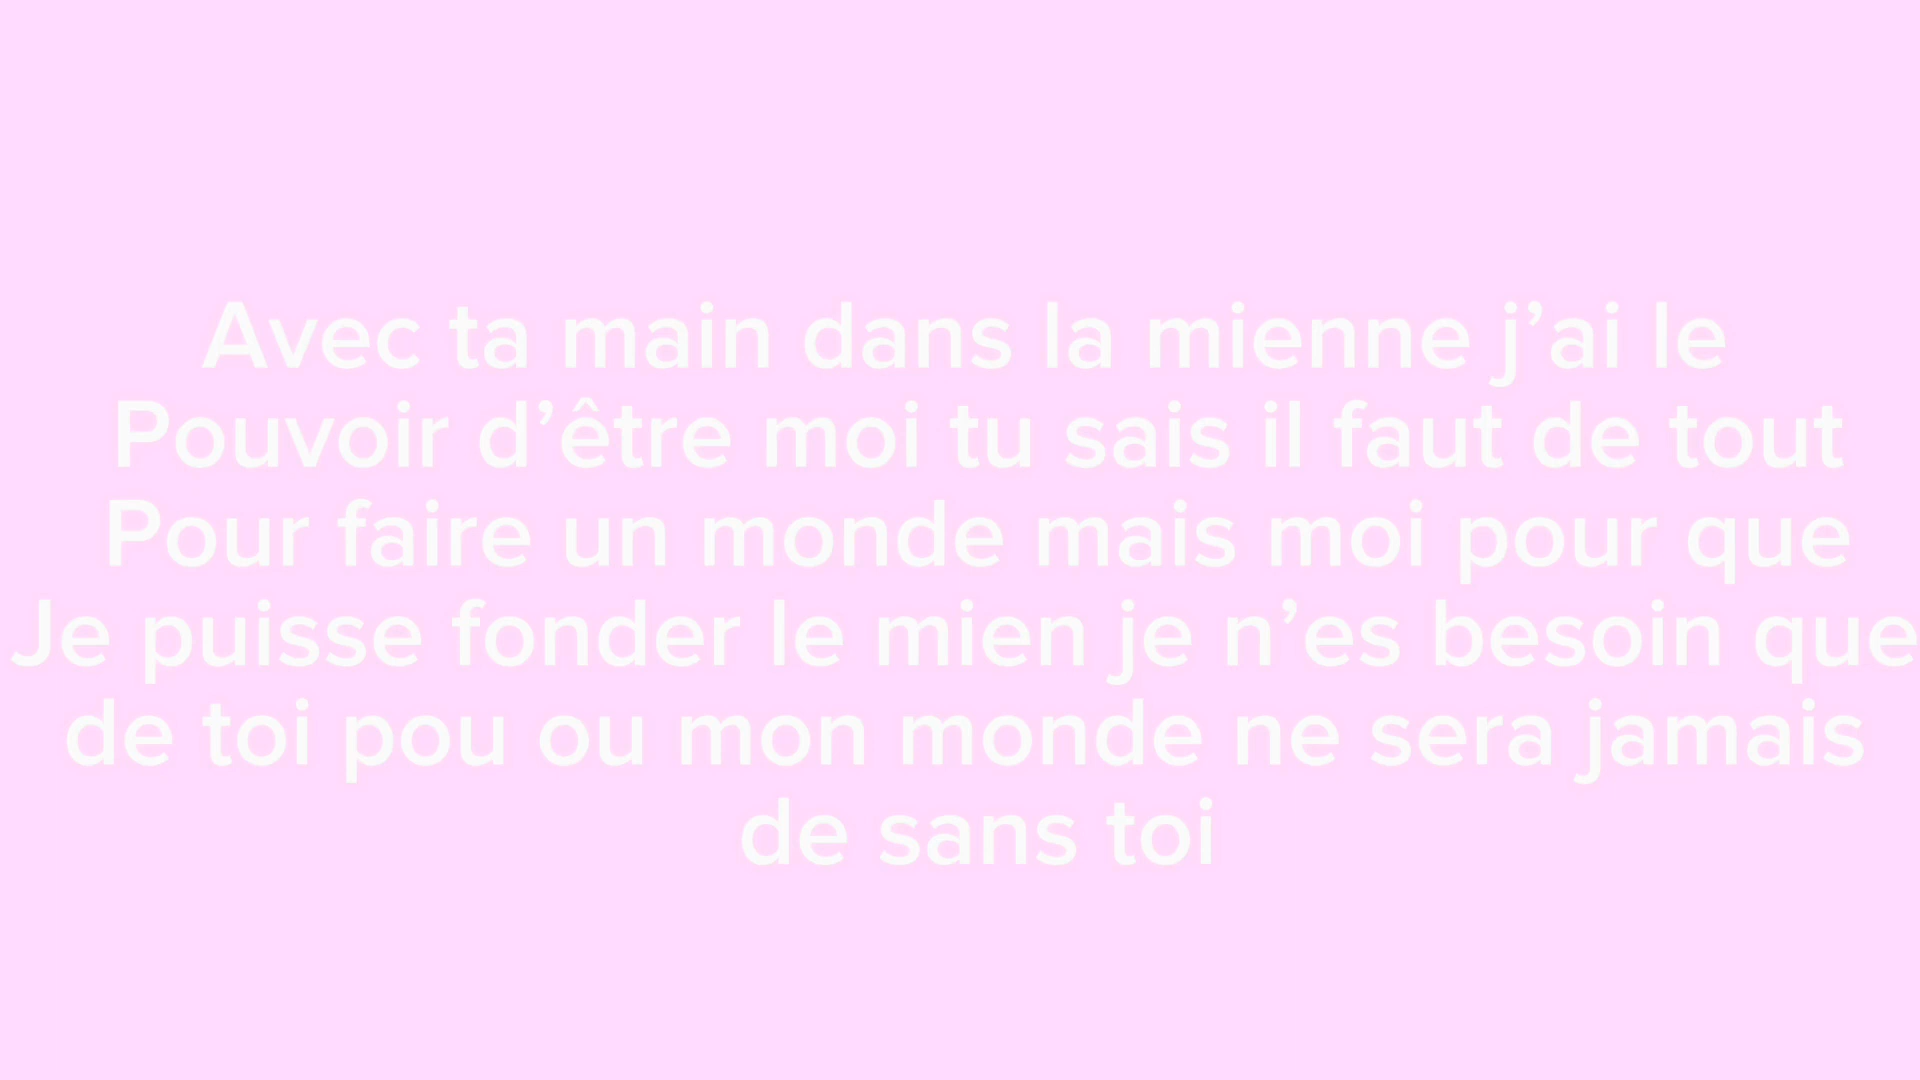 Avec ta main dans la mienne j’ai le
Pouvoir d’être moi tu sais il faut de tout
Pour faire un monde mais moi pour que
Je puisse fonder le mien je n’es besoin que
de toi pou ou mon monde ne sera jamais
de sans toi